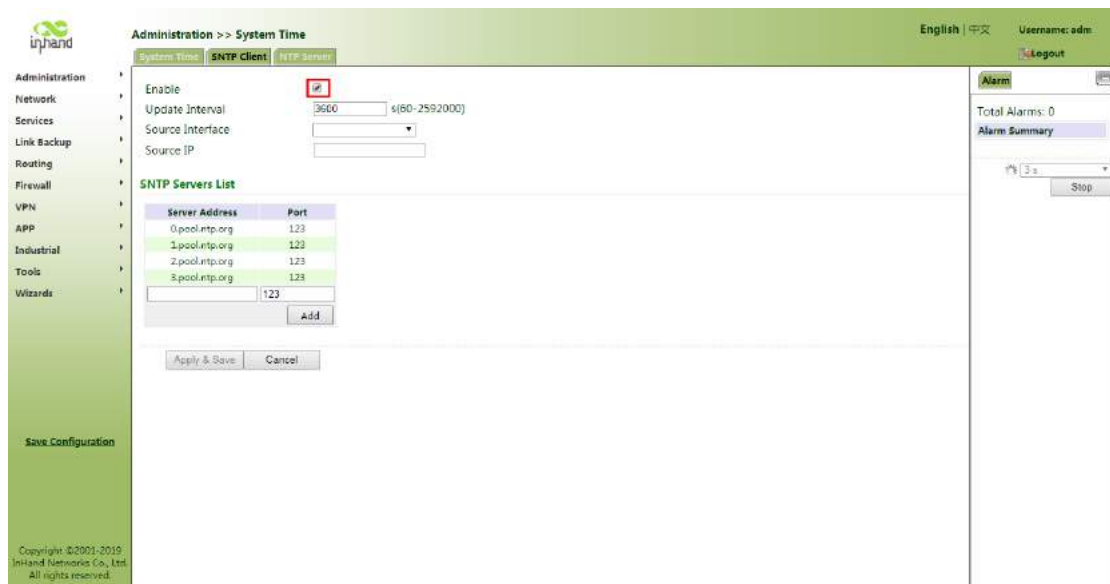 inhand
Administration >> System Time
English | 中文
Username: adm
Logout
System Time
SNTP Client
NTP Server
Administration
Network
Services
Link Backup
Routing
Firewall
VPN
APP
Industrial
Tools
Wizards
Save Configuration
Copyright ©2001-2019
InHand Networks Co., Ltd.
All rights reserved.
Enable
Update Interval 3600 s(60-2592000)
Source Interface
Source IP
SNTP Servers List
Server Address Port
0.pool.ntp.org 123
1.pool.ntp.org 123
2.pool.ntp.org 123
3.pool.ntp.org 123
123
Add
Apply & Save Cancel
Alarm
Total Alarms: 0
Alarm Summary
3 s
Stop